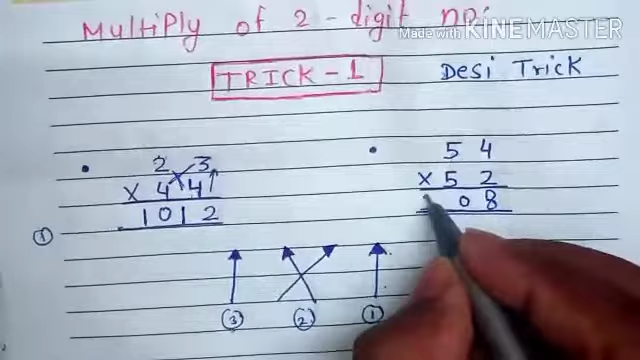 Multiply of 2 - digit no:
Made with KINEMASTER
TRICK - 1
Desi Trick
2 3
× 4 4
1 0 1 2
5 4
× 5 2
0 8
①
③ ② ①